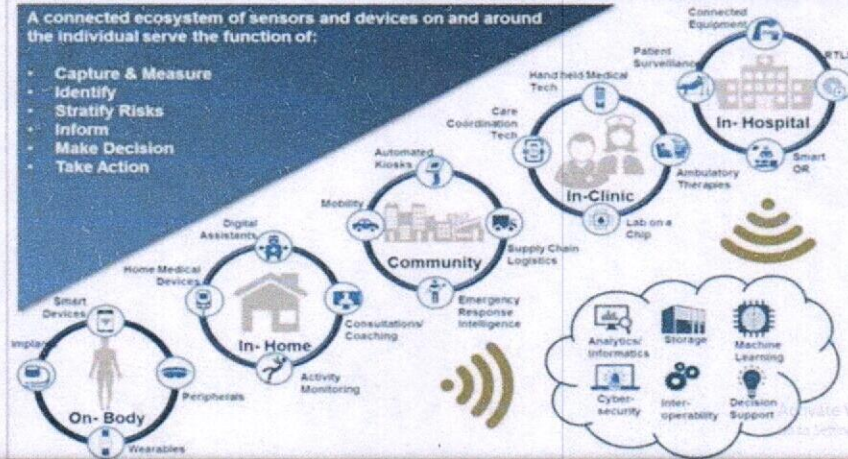 A connected ecosystem of sensors and devices on and around
the individual serve the function of:
• Capture & Measure
• Identify
• Stratify Risks
• Inform
• Make Decision
• Take Action
Connected
Equipment
Patient
Surveillance
RTLS
In- Hospital
Smart
OR
Hand held Medical
Tech
Care
Coordination
Tech
In-Clinic
Ambulatory
Therapies
Lab on a
Chip
Automated
Kiosks
Mobility
Community
Supply Chain
Logistics
Emergency
Response
Intelligence
Digital
Assistants
Home Medical
Devices
In- Home
Consultations/
Coaching
Activity
Monitoring
Smart
Devices
On- Body
Peripherals
Wearables
Analytics/
Informatics
Storage
Machine
Learning
Cyber-
security
Inter-
operability
Decision
Support